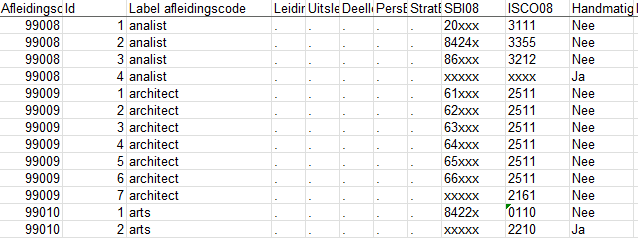 Afleidingsc Id Label afleidingscode Leidir Uitsle Deelle PersE StratE SBI08 ISCO08 Handmatig
99008 1 analist . . . . . 20xxx 3111 Nee
99008 2 analist . . . . . 8424x 3355 Nee
99008 3 analist . . . . . 86xxx 3212 Nee
99008 4 analist . . . . . xxxxx xxxx Ja
99009 1 architect . . . . . 61xxx 2511 Nee
99009 2 architect . . . . . 62xxx 2511 Nee
99009 3 architect . . . . . 63xxx 2511 Nee
99009 4 architect . . . . . 64xxx 2511 Nee
99009 5 architect . . . . . 65xxx 2511 Nee
99009 6 architect . . . . . 66xxx 2511 Nee
99009 7 architect . . . . . xxxxx 2161 Nee
99010 1 arts . . . . . 8422x 0110 Nee
99010 2 arts . . . . . xxxxx 2210 Ja